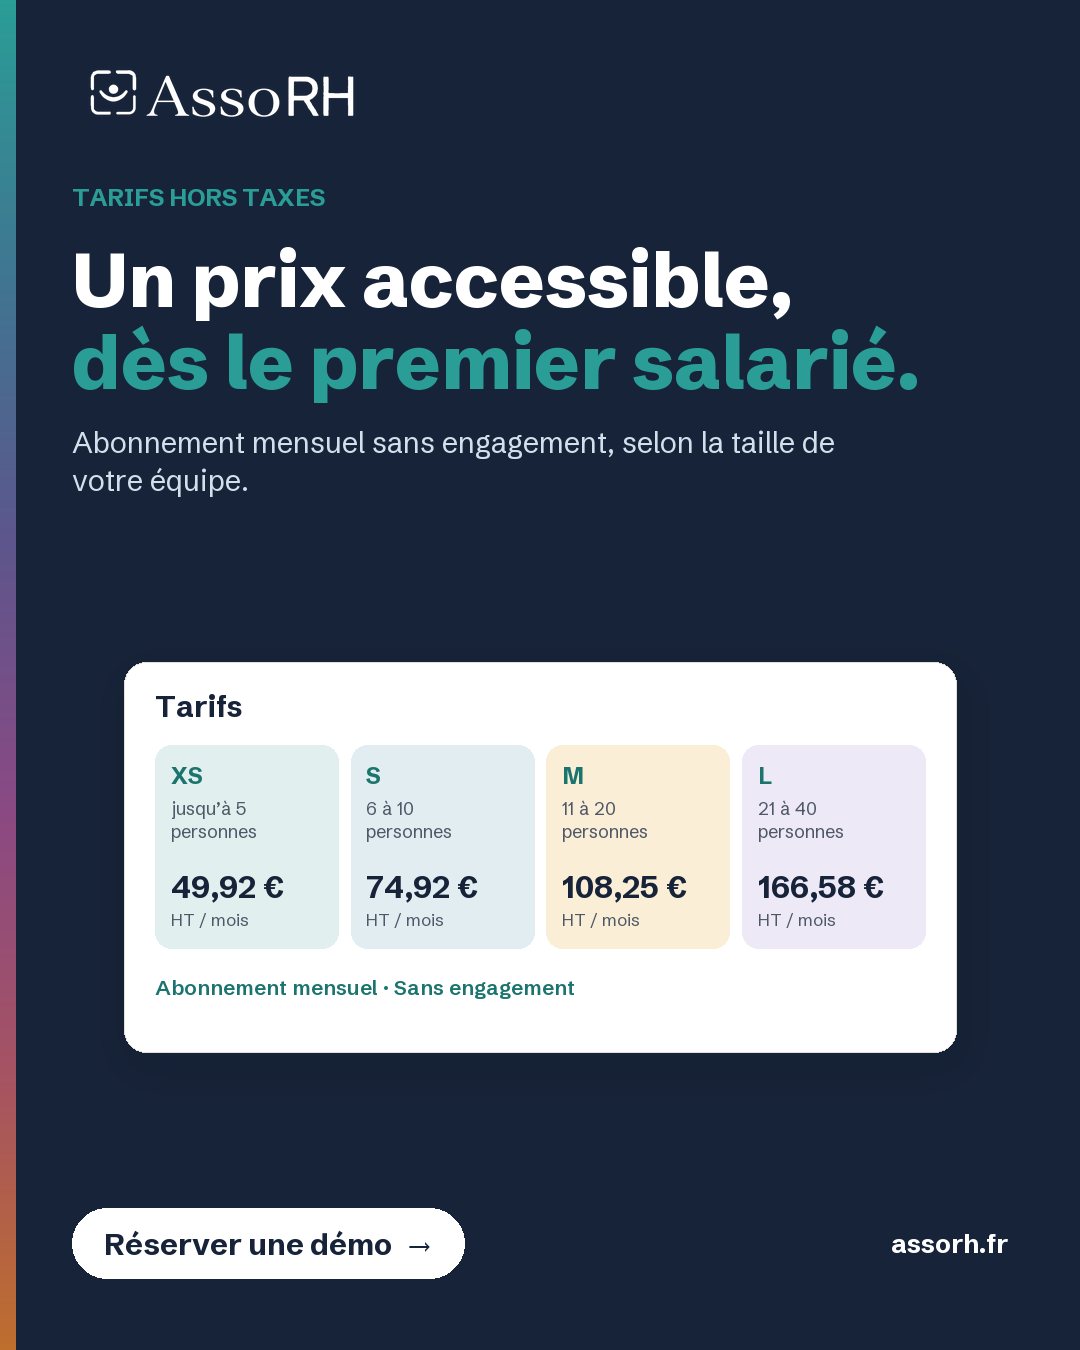 AssoRH
TARIFS HORS TAXES
Un prix accessible,
dès le premier salarié.
Abonnement mensuel sans engagement, selon la taille de
votre équipe.
Tarifs
XS
jusqu’à 5
personnes
49,92 €
HT / mois
S
6 à 10
personnes
74,92 €
HT / mois
M
11 à 20
personnes
108,25 €
HT / mois
L
21 à 40
personnes
166,58 €
HT / mois
Abonnement mensuel · Sans engagement
Réserver une démo →
assorh.fr